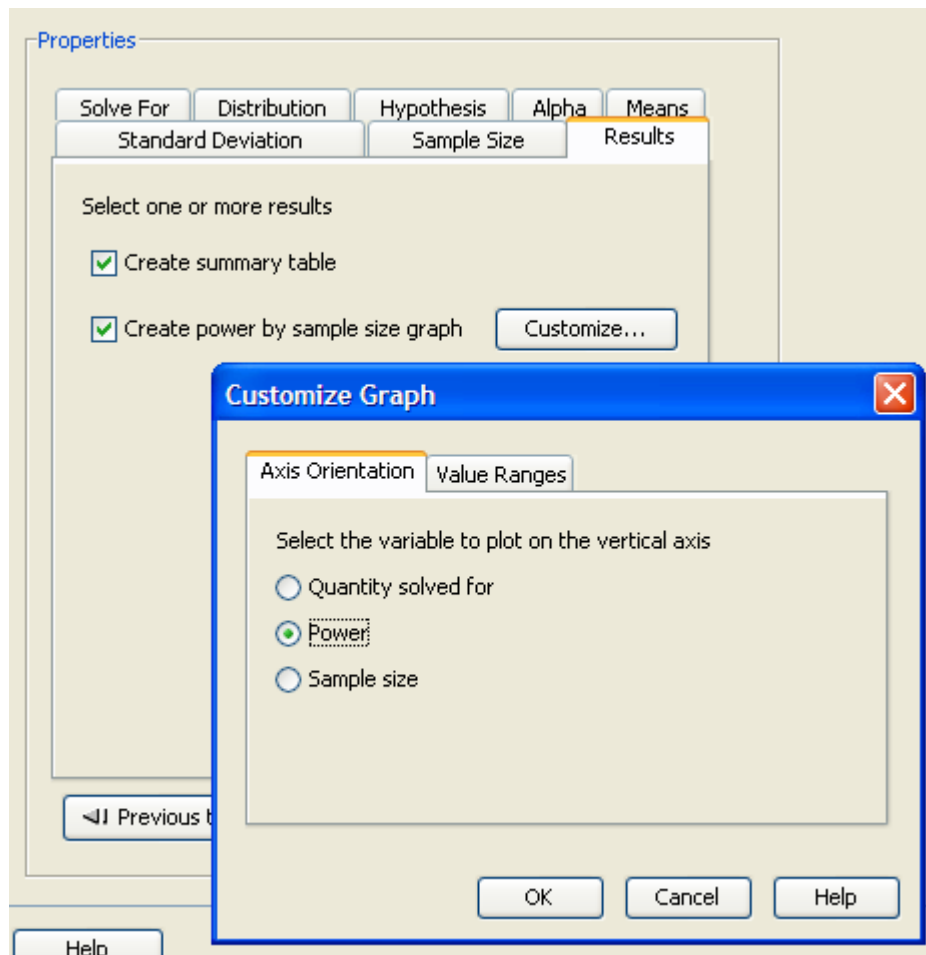 Properties
Solve For Distribution Hypothesis Alpha Means
Standard Deviation Sample Size Results
Select one or more results
Create summary table
Create power by sample size graph Customize...
Customize Graph
Axis Orientation Value Ranges
Select the variable to plot on the vertical axis
Quantity solved for
Power
Sample size
Previous
OK Cancel Help
Help